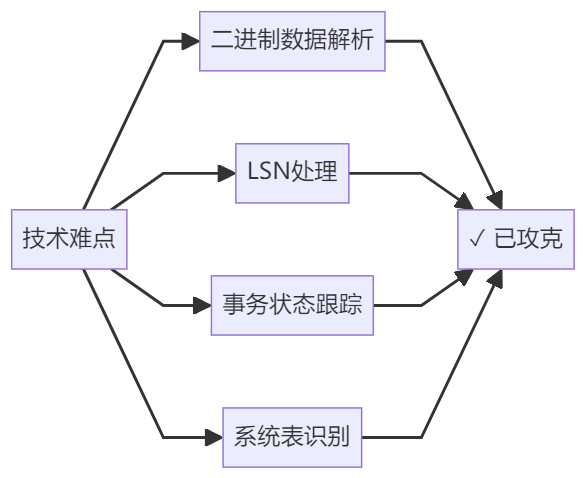 二进制数据解析
LSN处理
技术难点
✓ 已攻克
事务状态跟踪
系统表识别